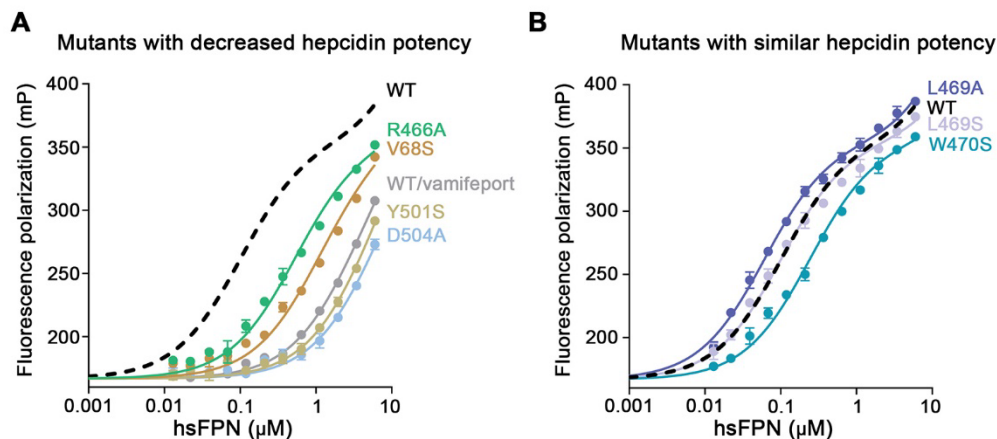 A
Mutants with decreased hepcidin potency
Fluorescence polarization (mP)
400
350
300
250
200
WT
R466A
V68S
WT/vamifeport
Y501S
D504A
0.001
0.01
0.1
1
10
hsFPN (µM)
B
Mutants with similar hepcidin potency
Fluorescence polarization (mP)
400
350
300
250
200
L469A
WT
L469S
W470S
0.001
0.01
0.1
1
10
hsFPN (µM)